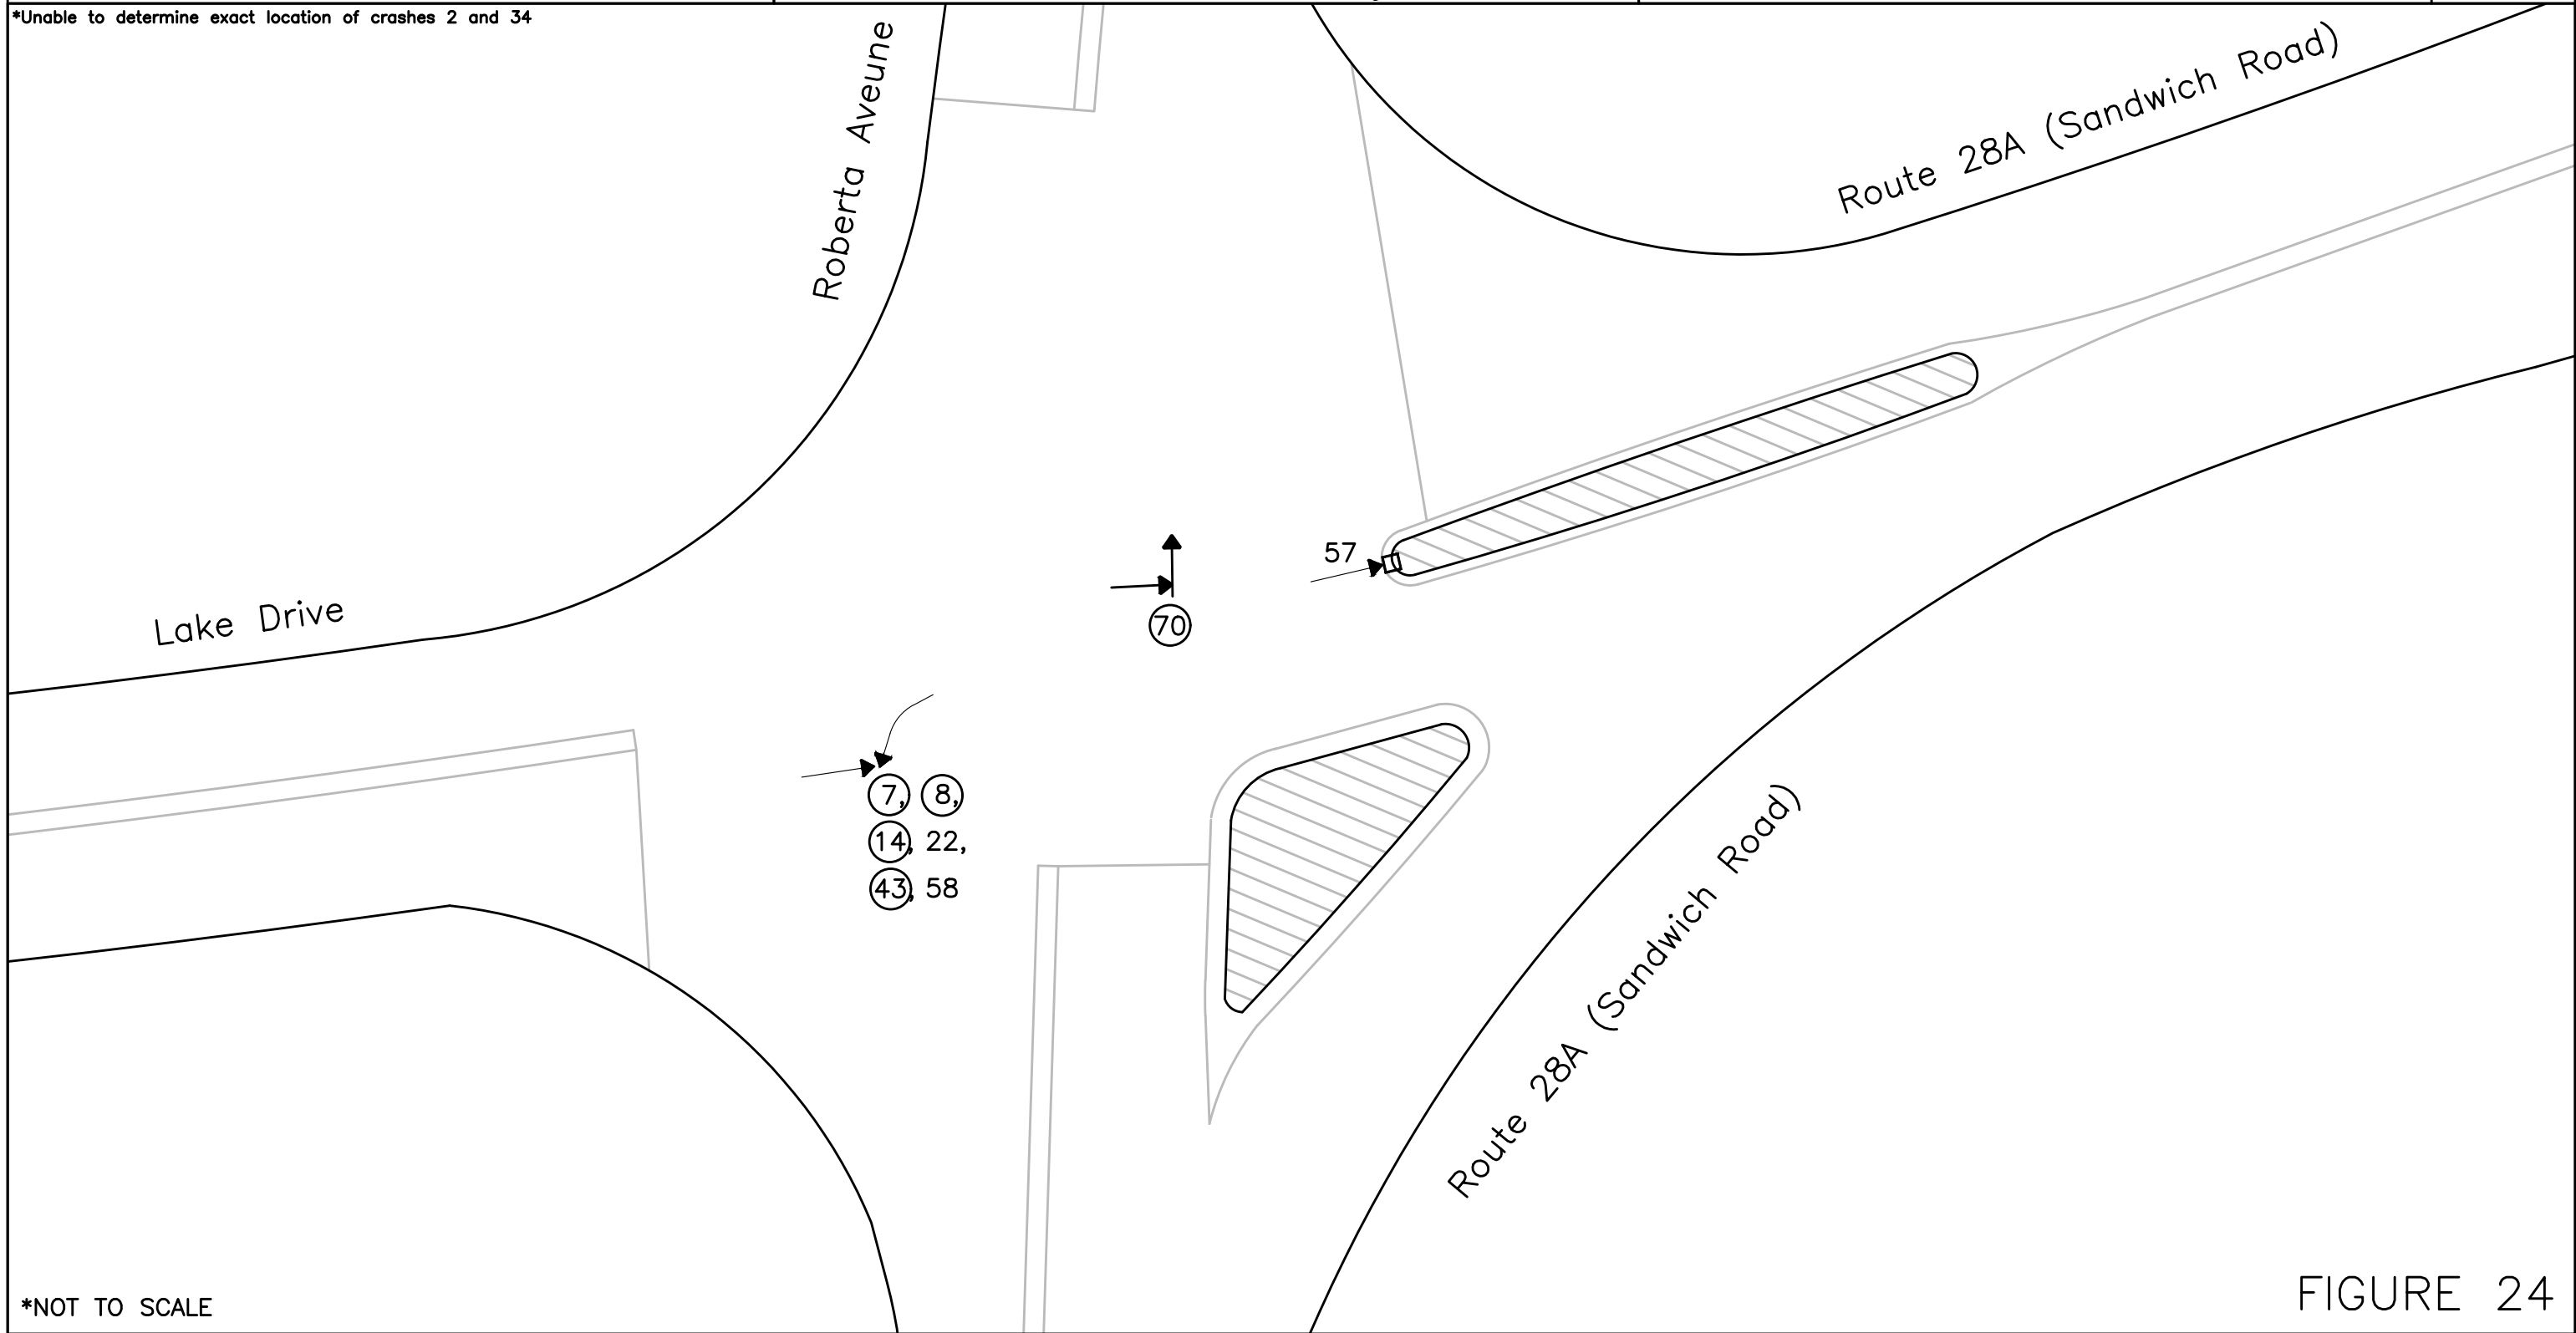 *Unable to determine exact location of crashes 2 and 34
Roberta Aveune
Route 28A (Sandwich Road)
Lake Drive
57
70
7, 8,
14, 22,
43, 58
Route 28A (Sandwich Road)
*NOT TO SCALE
FIGURE 24